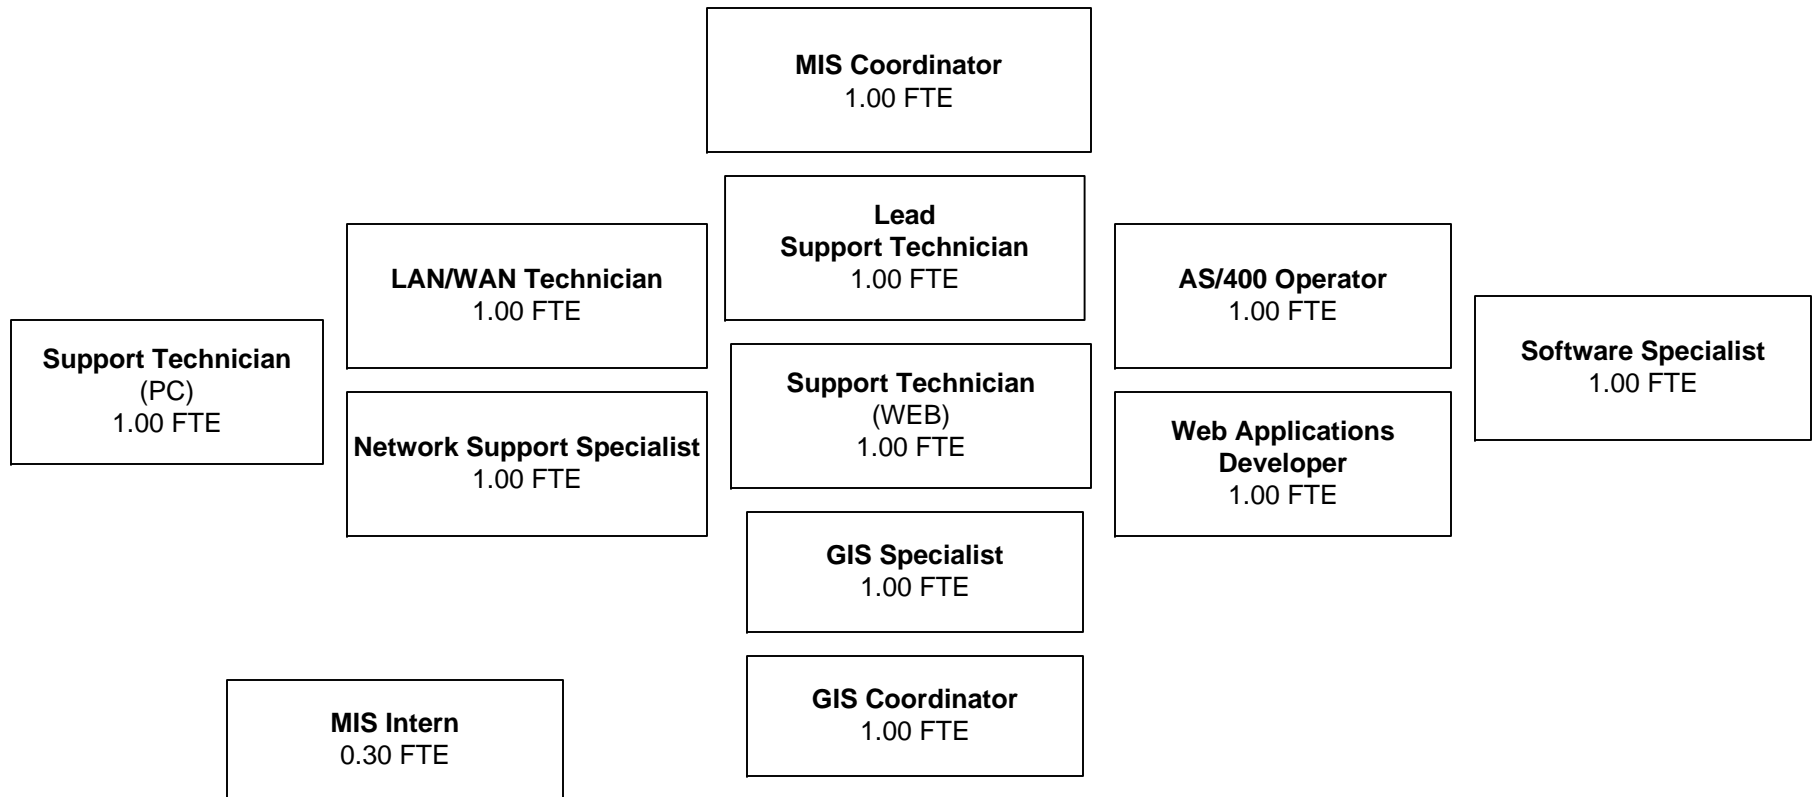 MIS Coordinator
1.00 FTE
Lead
Support Technician
1.00 FTE
LAN/WAN Technician
1.00 FTE
AS/400 Operator
1.00 FTE
Support Technician
(PC)
1.00 FTE
Software Specialist
1.00 FTE
Support Technician
(WEB)
1.00 FTE
Network Support Specialist
1.00 FTE
Web Applications
Developer
1.00 FTE
GIS Specialist
1.00 FTE
GIS Coordinator
1.00 FTE
MIS Intern
0.30 FTE